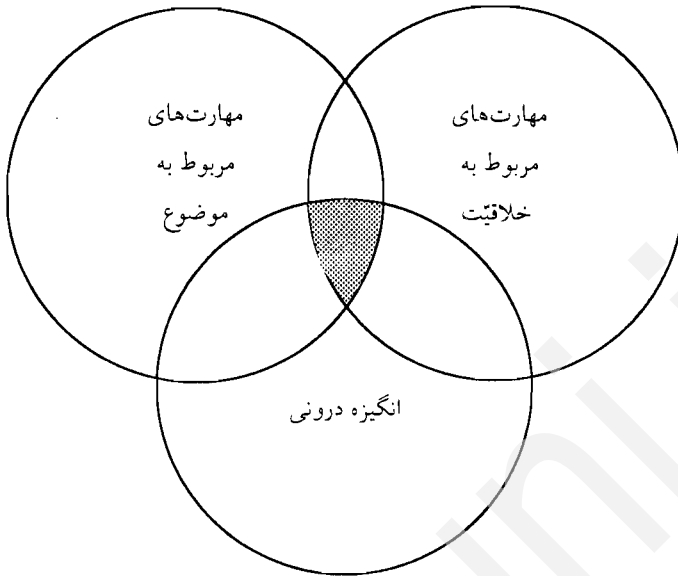 مهارت‌های
مربوط به
خلاقیّت
مهارت‌های
مربوط به
موضوع
انگیزه درونی